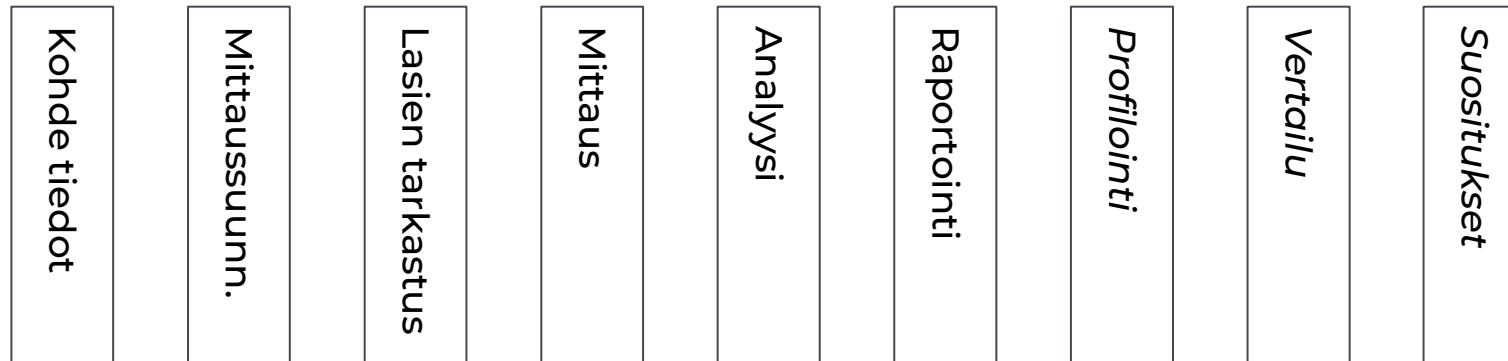 Kohde tiedot
Mittaussuunn.
Lasien tarkastus
Mittaus
Analyysi
Raportointi
Profilointi
Vertailu
Suositukset